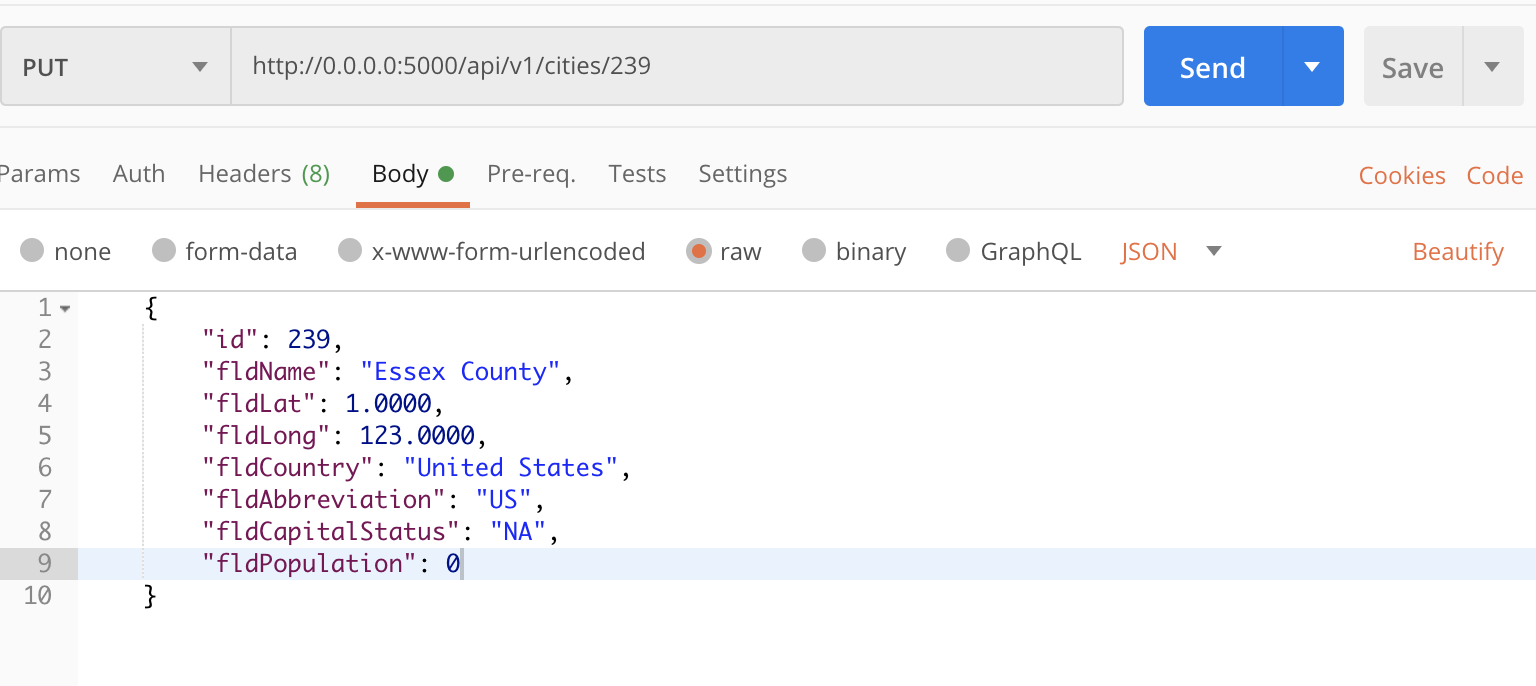 PUT http://0.0.0.0:5000/api/v1/cities/239 Send Save
Params Auth Headers (8) Body Pre-req. Tests Settings Cookies Code
none form-data x-www-form-urlencoded raw binary GraphQL JSON Beautify
1 {
2 "id": 239,
3 "fldName": "Essex County",
4 "fldLat": 1.0000,
5 "fldLong": 123.0000,
6 "fldCountry": "United States",
7 "fldAbbreviation": "US",
8 "fldCapitalStatus": "NA",
9 "fldPopulation": 0
10 }